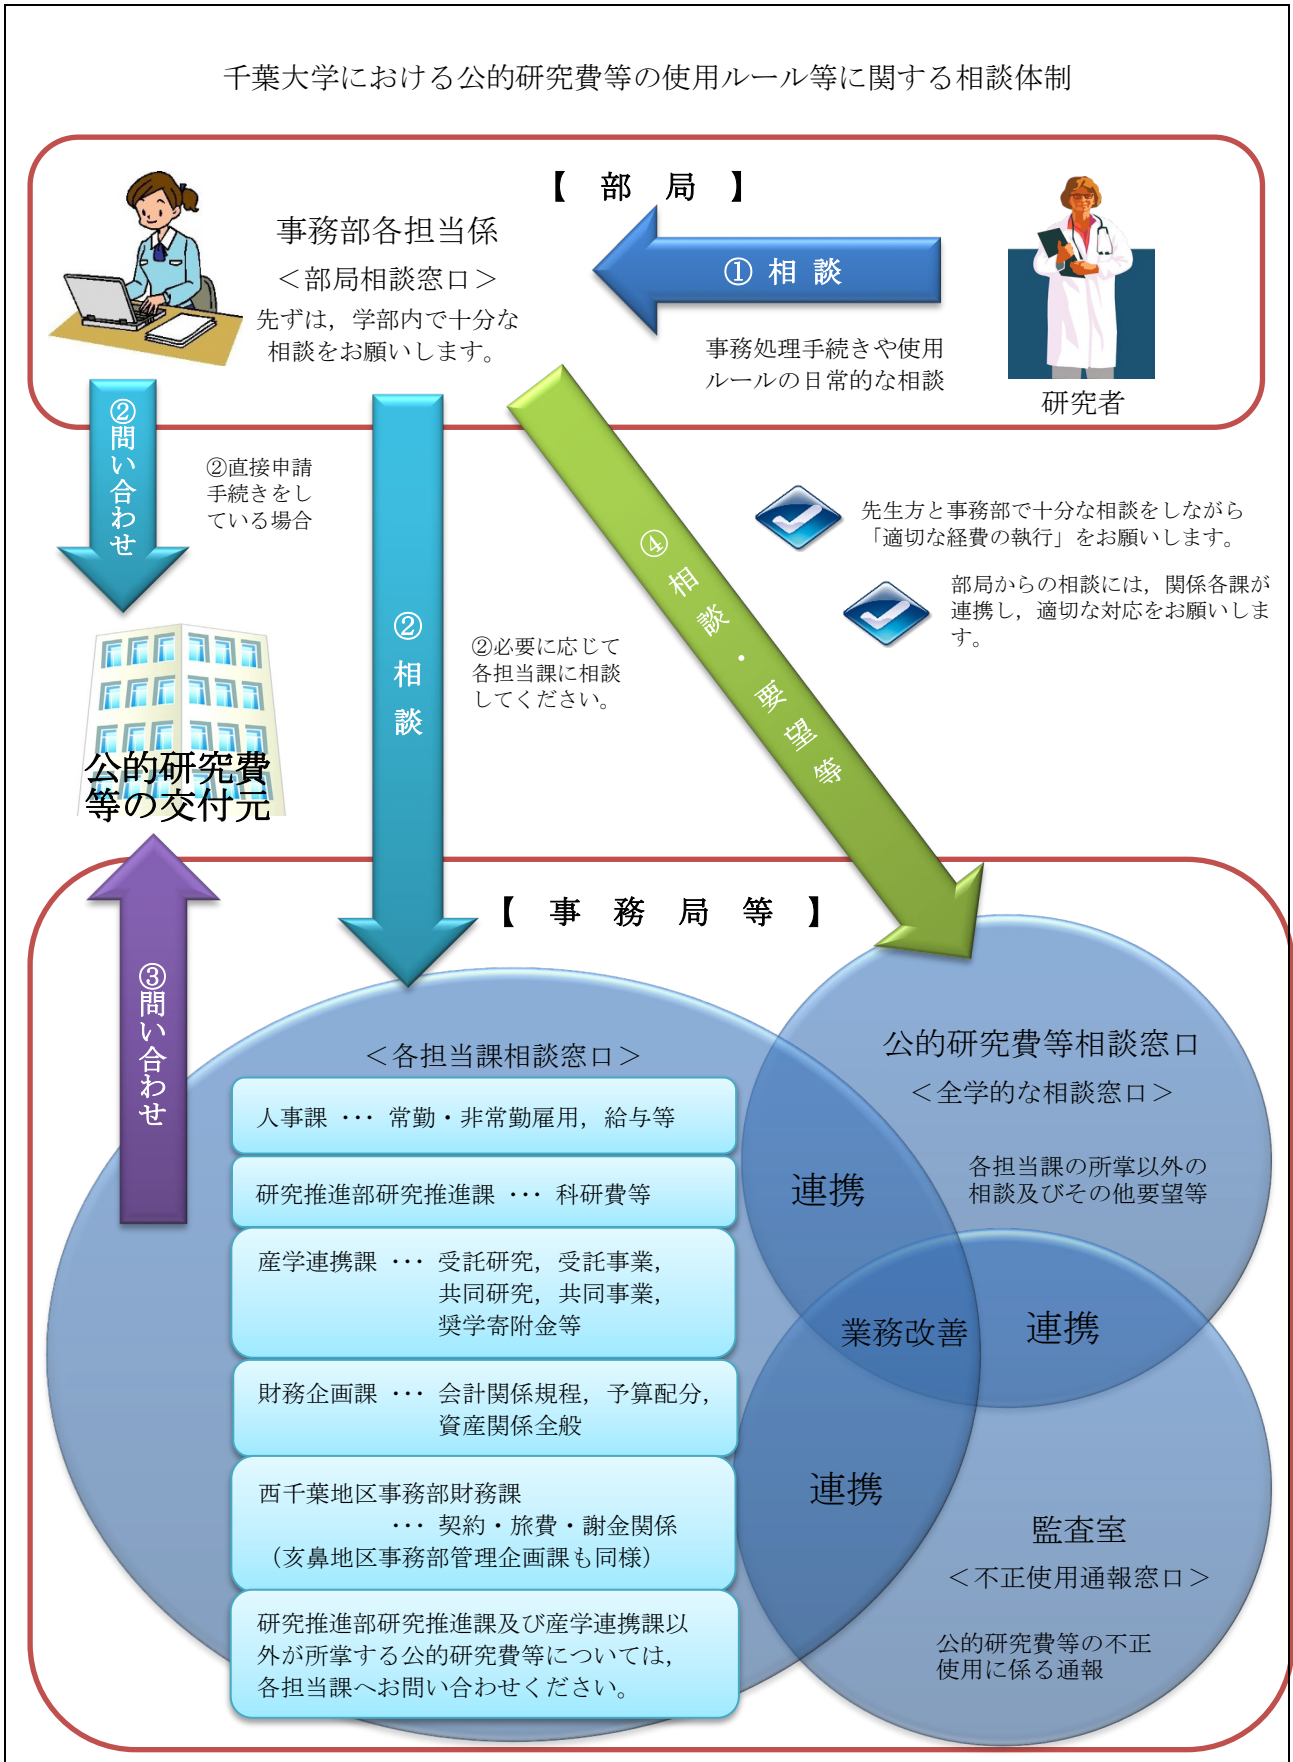 千葉大学における公的研究費等の使用ルール等に関する相談体制
【　部　局　】
事務部各担当係
＜部局相談窓口＞
先ずは，学部内で十分な
相談をお願いします。
① 相 談
事務処理手続きや使用
ルールの日常的な相談
研究者
②問い合わせ
②直接申請
手続きをし
ている場合
② 相 談
②必要に応じて
各担当課に相談
してください。
④ 相 談 ・ 要 望 等
先生方と事務部で十分な相談をしながら
「適切な経費の執行」をお願いします。
部局からの相談には，関係各課が
連携し，適切な対応をお願いしま
す。
公的研究費
等の交付元
③問い合わせ
【　事　務　局　等　】
＜各担当課相談窓口＞
人事課 ･･･ 常勤・非常勤雇用，給与等
研究推進部研究推進課 ･･･ 科研費等
産学連携課 ･･･ 受託研究，受託事業，
共同研究，共同事業，
奨学寄附金等
財務企画課 ･･･ 会計関係規程，予算配分，
資産関係全般
西千葉地区事務部財務課
･･･ 契約・旅費・謝金関係
（亥鼻地区事務部管理企画課も同様）
研究推進部研究推進課及び産学連携課以
外が所掌する公的研究費等については，
各担当課へお問い合わせください。
公的研究費等相談窓口
＜全学的な相談窓口＞
各担当課の所掌以外の
相談及びその他要望等
連携
業務改善
連携
連携
監査室
＜不正使用通報窓口＞
公的研究費等の不正
使用に係る通報